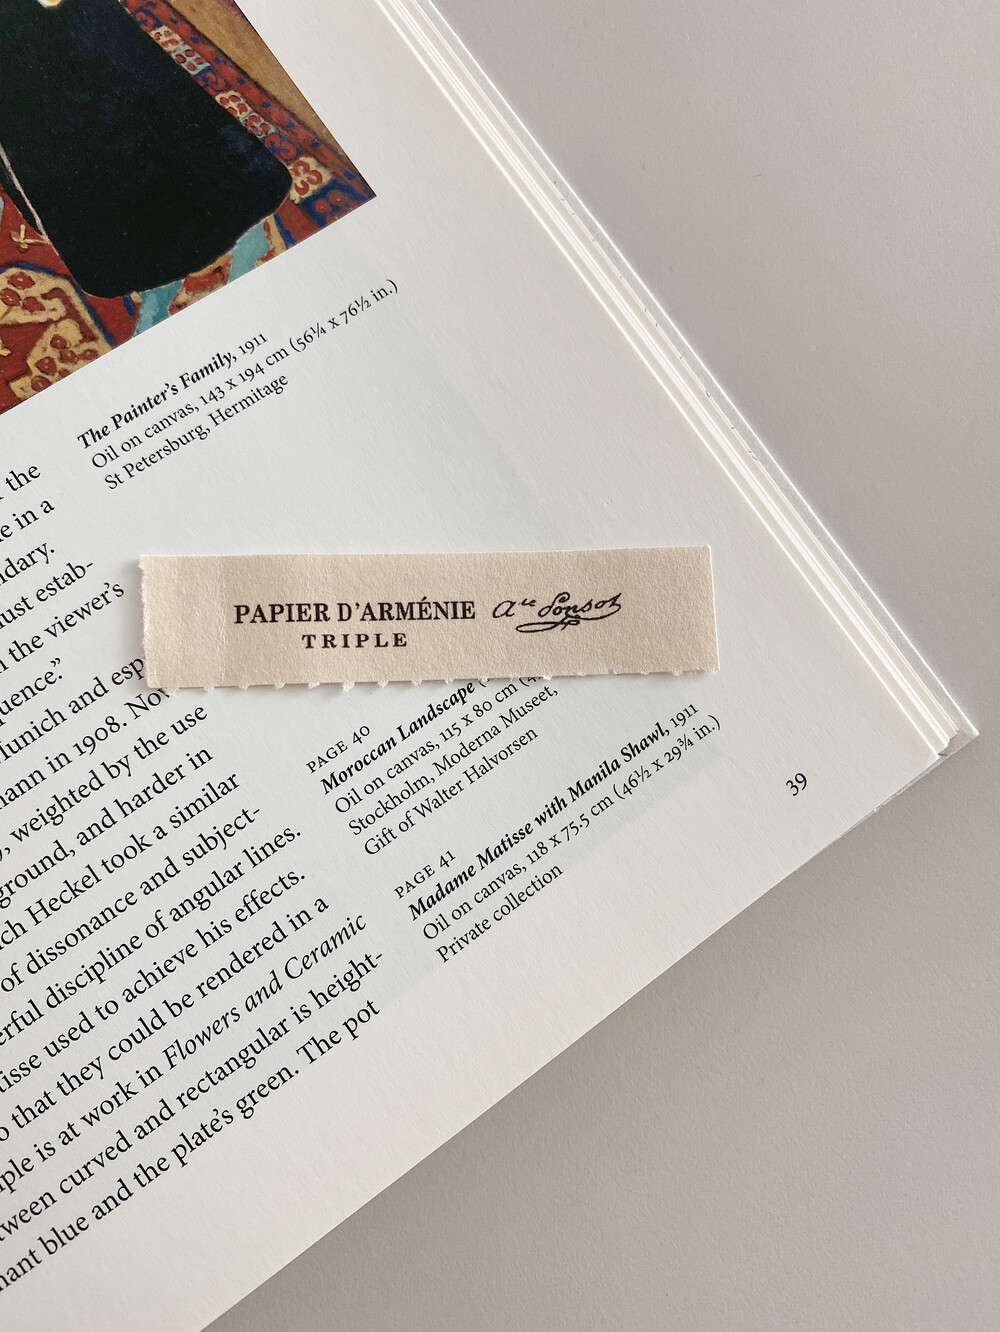 The Painter's Family, 1911
Oil on canvas, 143 x 194 cm (56¼ x 76½ in.)
St Petersburg, Hermitage
the
e in a
dary.
ust estab-
the viewer's
uence.”
unich and esp
ann in 1908. No
, weighted by the use
ground, and harder in
ch Heckel took a similar
of dissonance and subject-
erful discipline of angular lines.
tisse used to achieve his effects.
o that they could be rendered in a
ple is at work in Flowers and Ceramic
tween curved and rectangular is height-
nant blue and the plate's green. The pot
PAPIER D'ARMÉNIE
TRIPLE
PAGE 40
Moroccan Landscape
Oil on canvas, 115 x 80 cm
Stockholm, Moderna Museet,
Gift of Walter Halvorsen
PAGE 41
Madame Matisse with Manila Shawl, 1911
Oil on canvas, 118 x 75.5 cm (46½ x 29¾ in.)
Private collection
39